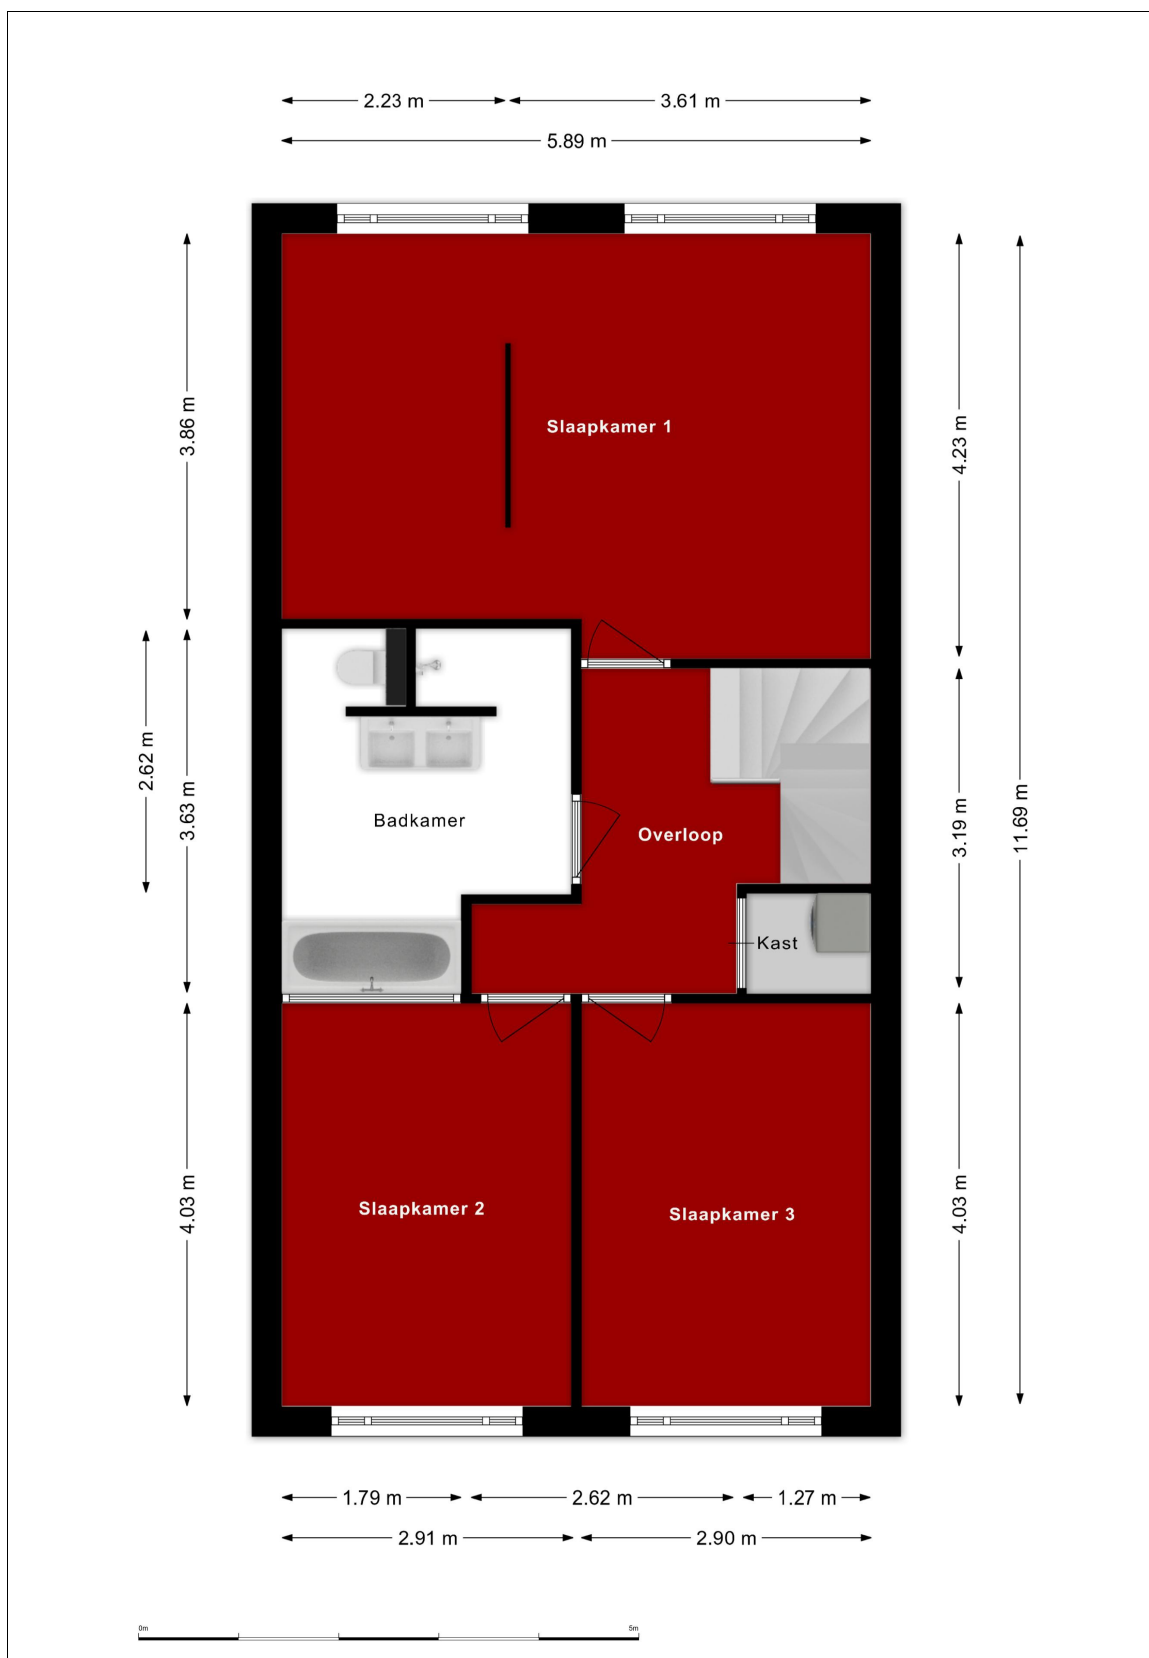 2.23 m
3.61 m
5.89 m
3.86 m
4.23 m
Slaapkamer 1
2.62 m
3.63 m
Badkamer
Overloop
3.19 m
11.69 m
Kast
4.03 m
Slaapkamer 2
Slaapkamer 3
4.03 m
1.79 m
2.62 m
1.27 m
2.91 m
2.90 m
0m
5m